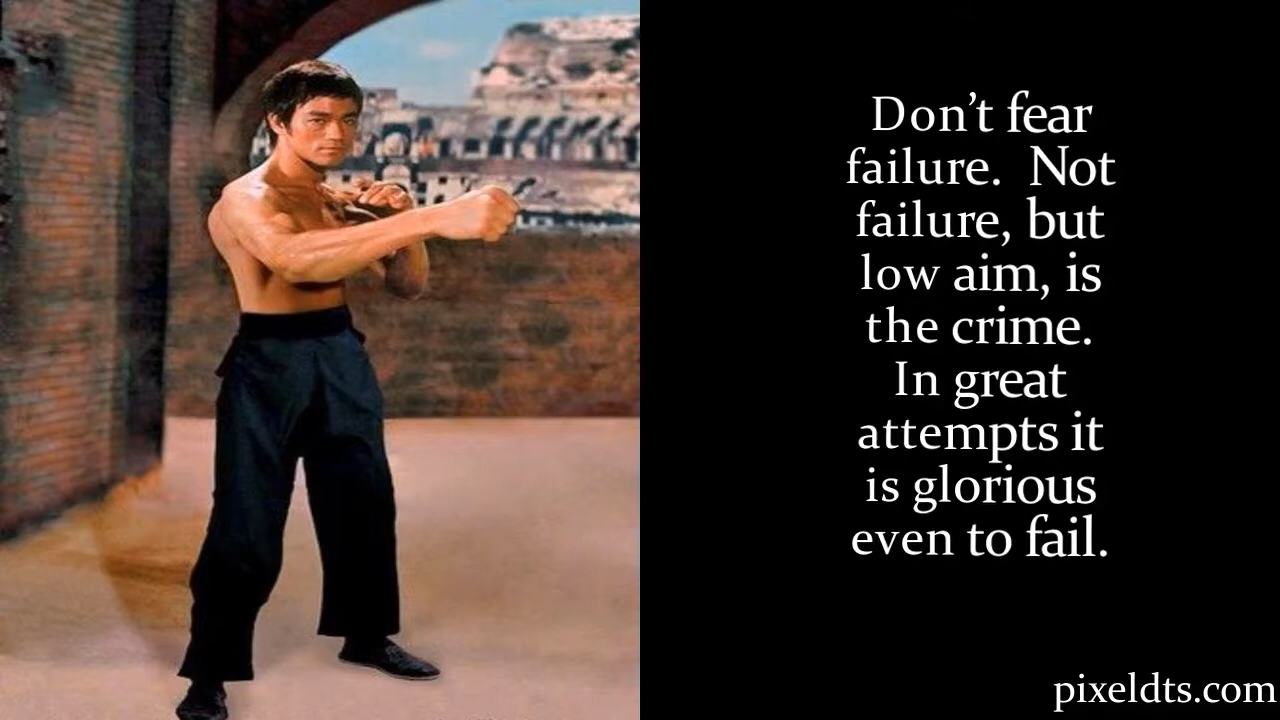 Don’t fear
failure.  Not
failure, but
low aim, is
the crime.
In great
attempts it
is glorious
even to fail.
pixeldts.com